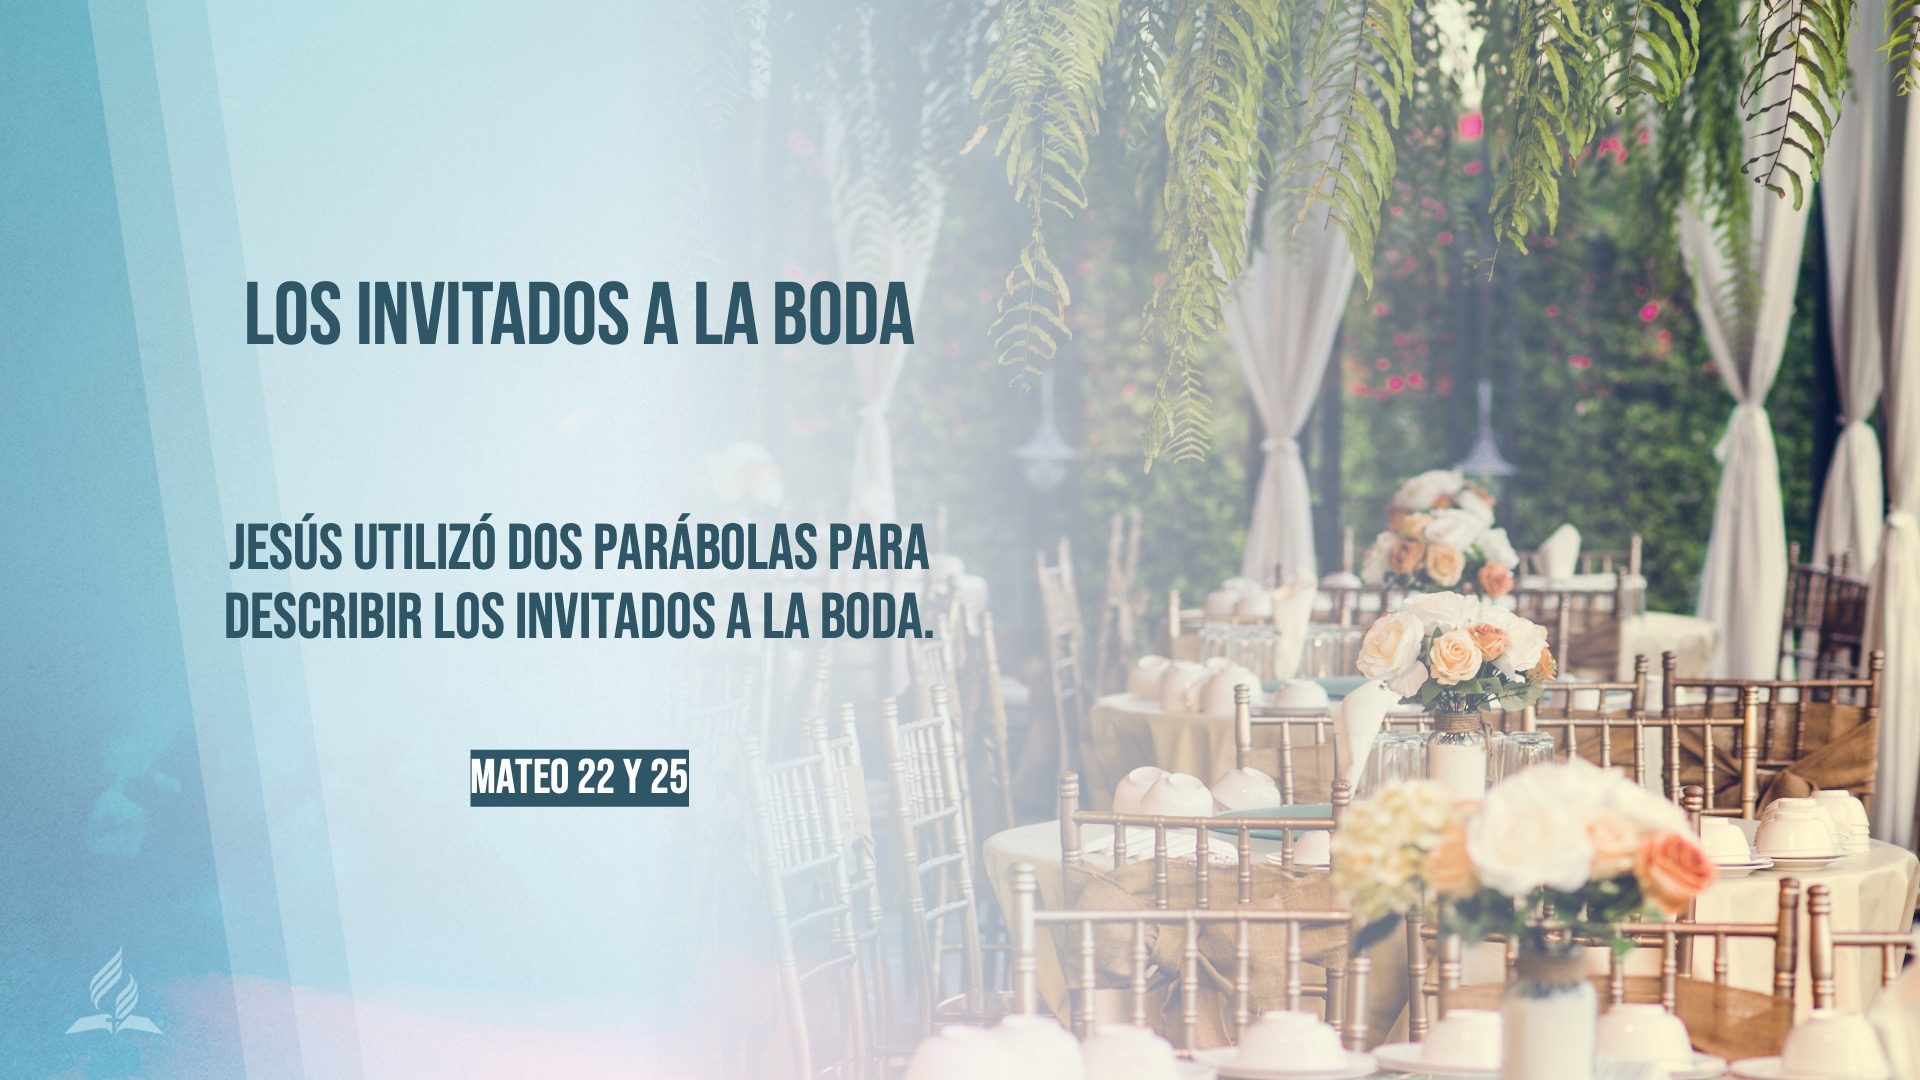 LOS INVITADOS A LA BODA
JESÚS UTILIZÓ DOS PARÁBOLAS PARA
DESCRIBIR LOS INVITADOS A LA BODA.
MATEO 22 Y 25